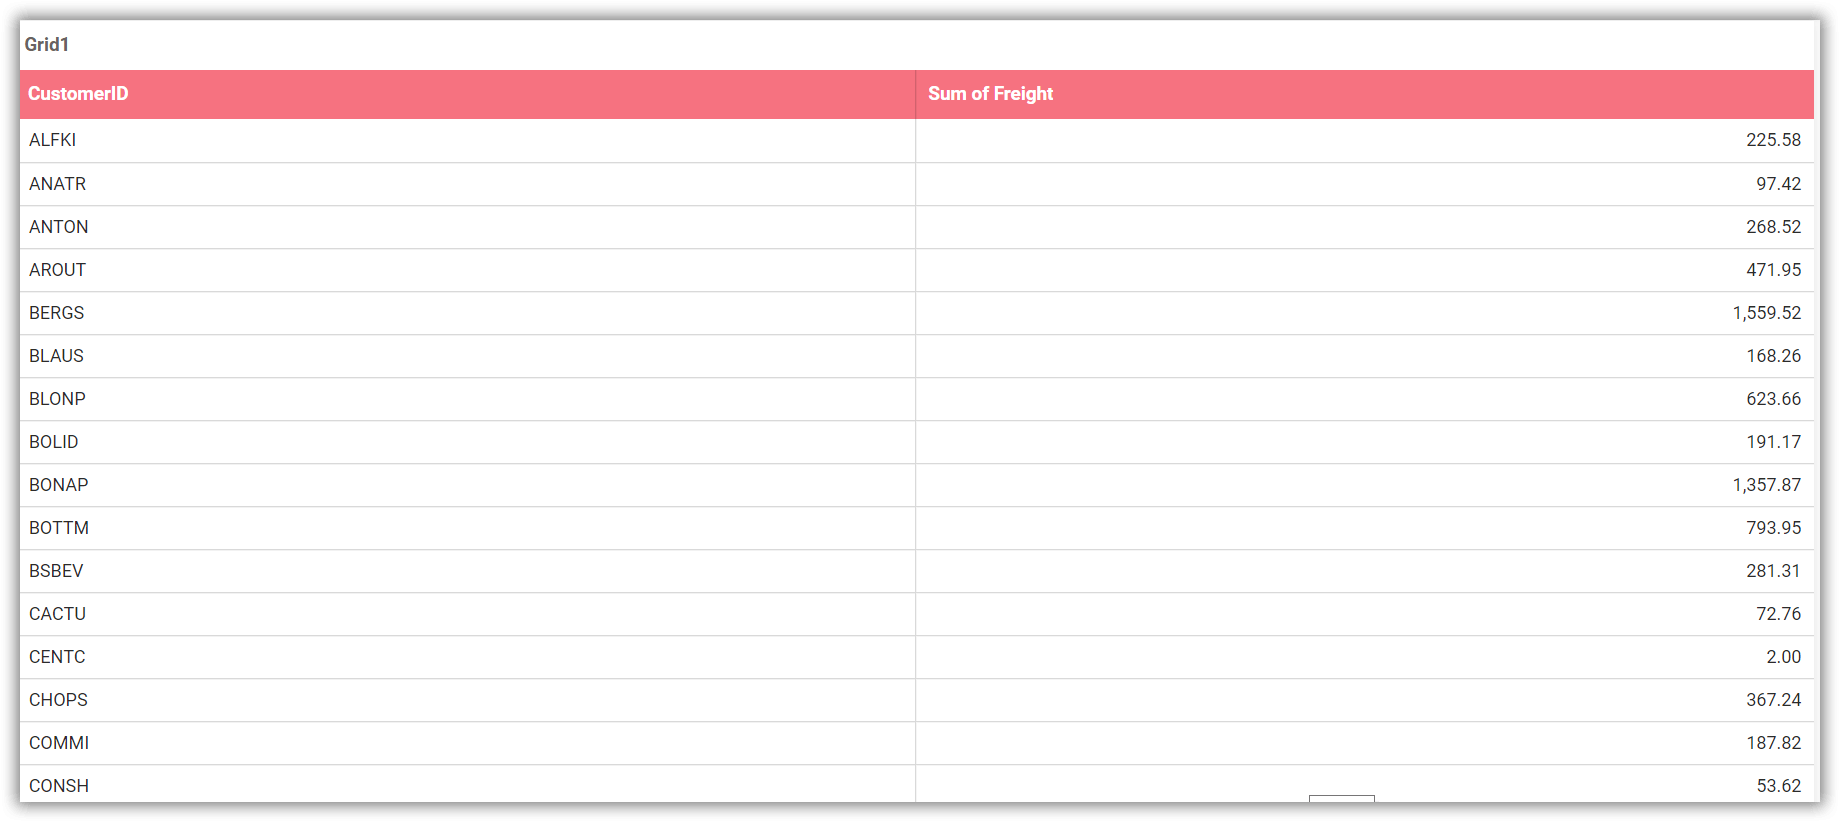 Grid1
CustomerID Sum of Freight
ALFKI 225.58
ANATR 97.42
ANTON 268.52
AROUT 471.95
BERGS 1,559.52
BLAUS 168.26
BLONP 623.66
BOLID 191.17
BONAP 1,357.87
BOTTM 793.95
BSBEV 281.31
CACTU 72.76
CENTC 2.00
CHOPS 367.24
COMMI 187.82
CONSH 53.62